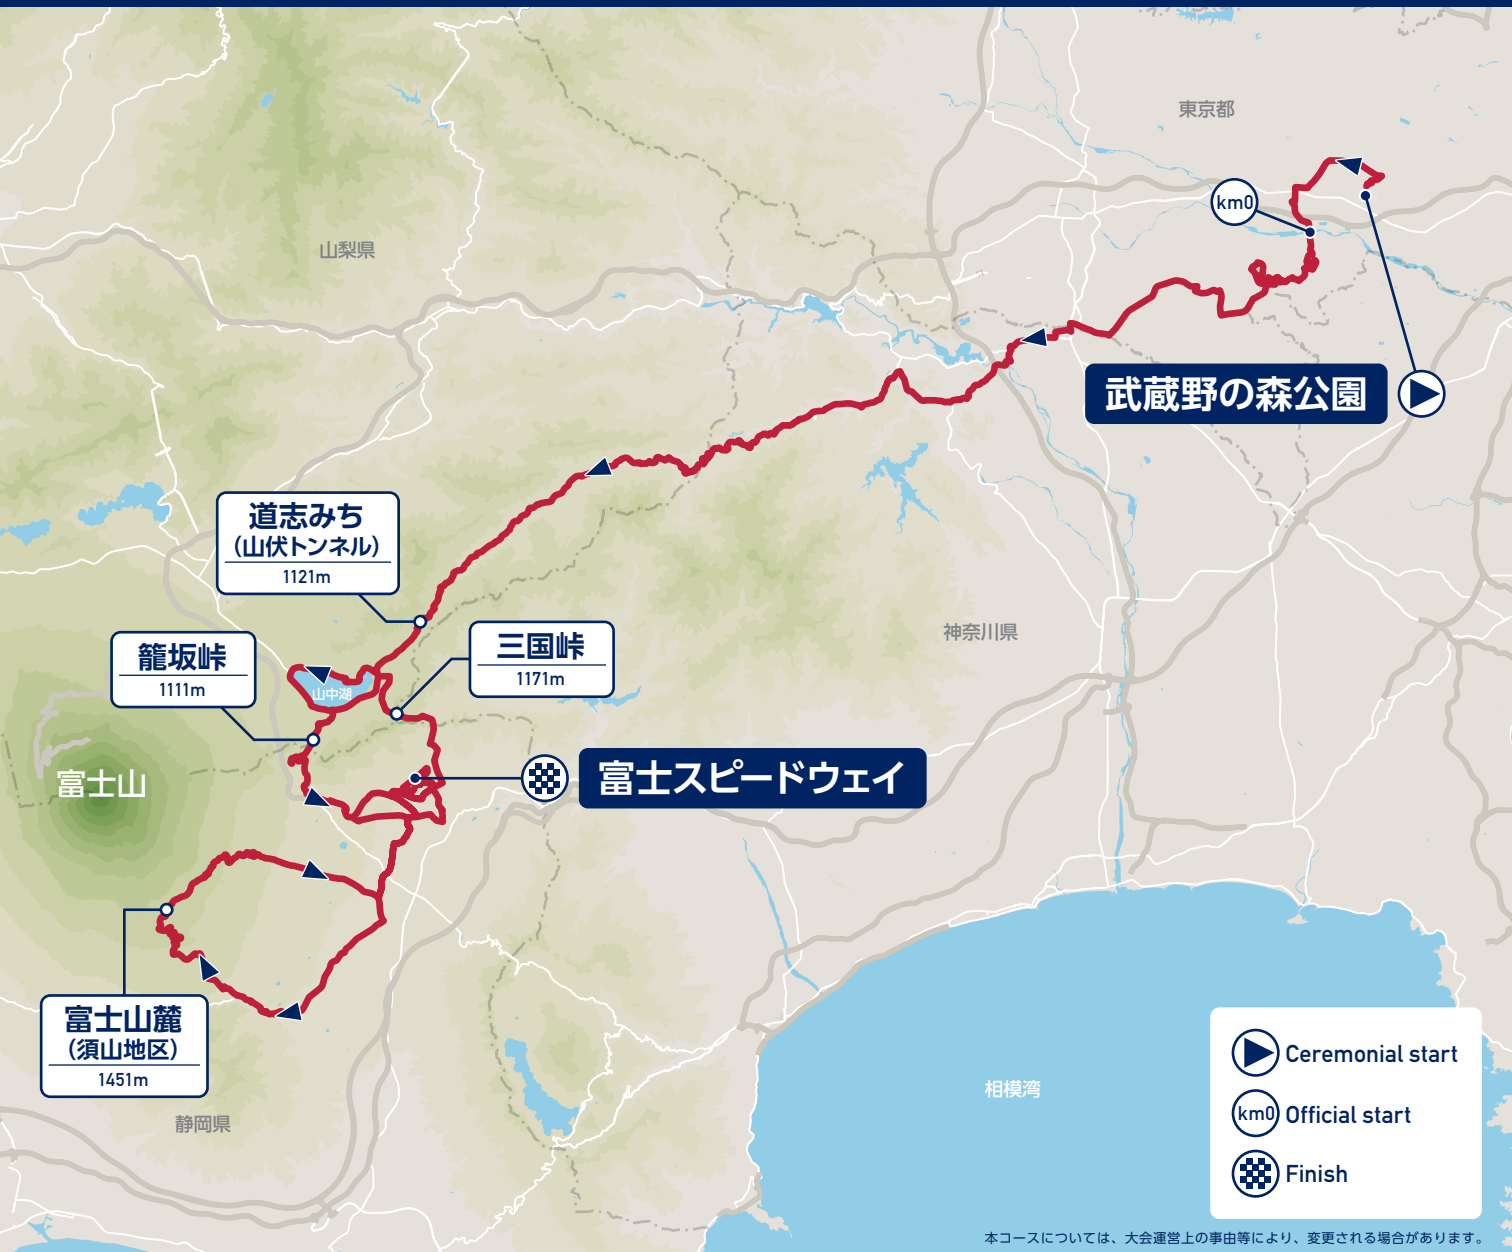 東京都
km0
山梨県
武蔵野の森公園
道志みち
(山伏トンネル)
1121m
籠坂峠
1111m
三国峠
1171m
神奈川県
山中湖
富士山
富士スピードウェイ
富士山麓
(須山地区)
1451m
静岡県
相模湾
Ceremonial start
km0 Official start
Finish
本コースについては、大会運営上の事由等により、変更される場合があります。